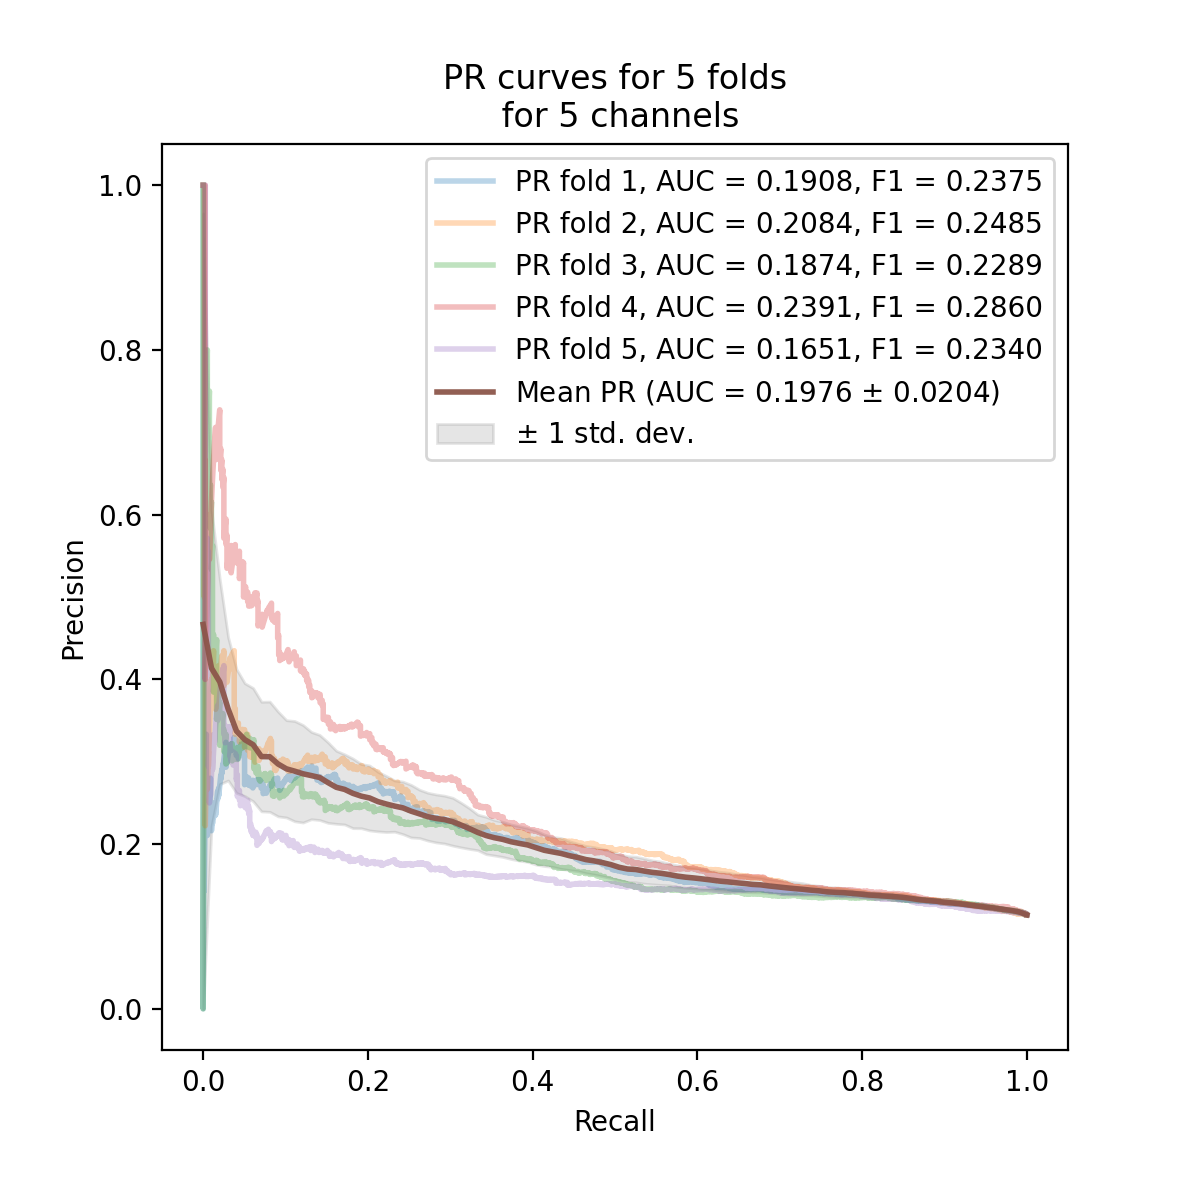 PR curves for 5 folds
for 5 channels
PR fold 1, AUC = 0.1908, F1 = 0.2375
PR fold 2, AUC = 0.2084, F1 = 0.2485
PR fold 3, AUC = 0.1874, F1 = 0.2289
PR fold 4, AUC = 0.2391, F1 = 0.2860
PR fold 5, AUC = 0.1651, F1 = 0.2340
Mean PR (AUC = 0.1976 ± 0.0204)
± 1 std. dev.
Precision
1.0
0.8
0.6
0.4
0.2
0.0
0.0 0.2 0.4 0.6 0.8 1.0
Recall